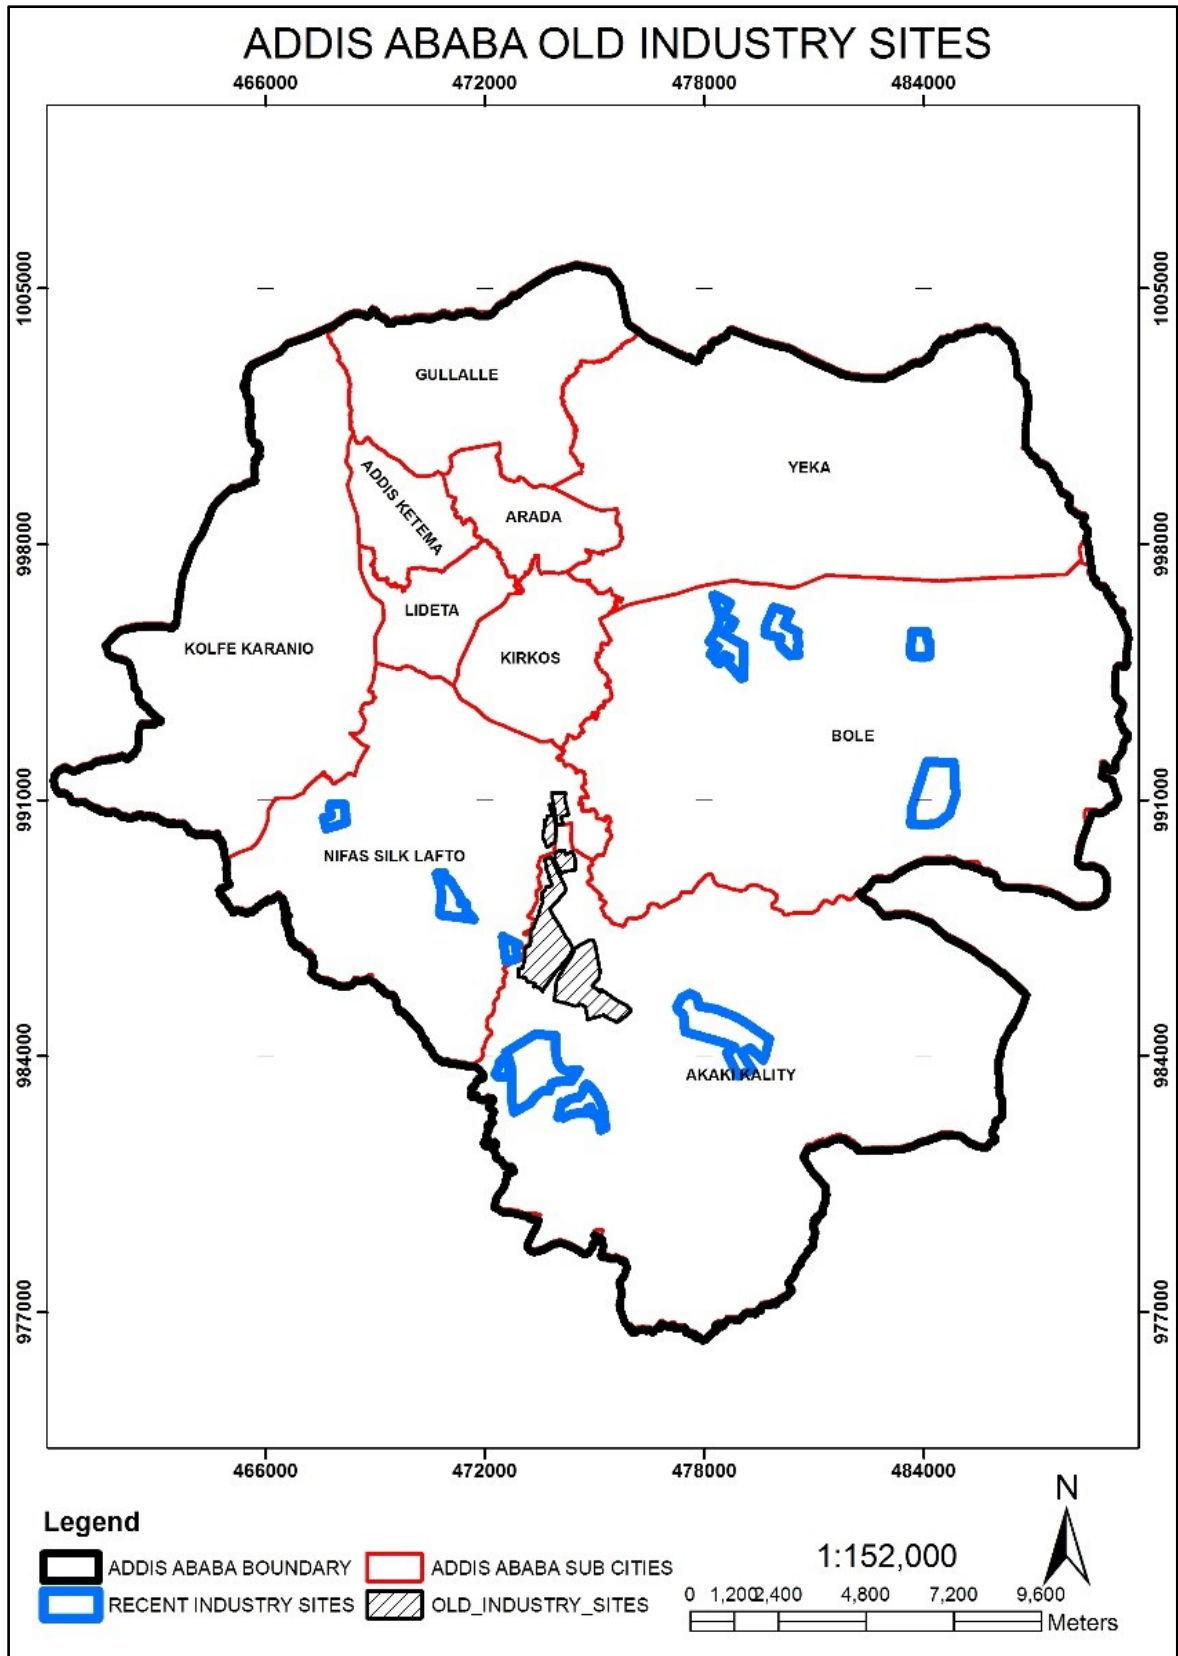 ADDIS ABABA OLD INDUSTRY SITES
466000 472000 478000 484000
1005000 1005000
GULLALLE
YEKA
ADDIS KETEMA
ARADA
998000 998000
LIDETA
KOLFE KARANIO
KIRKOS
BOLE
991000 991000
NIFAS SILK LAFTO
984000 984000
AKAKI KALITY
977000 977000
466000 472000 478000 484000
N
Legend
ADDIS ABABA BOUNDARY ADDIS ABABA SUB CITIES
RECENT INDUSTRY SITES OLD_INDUSTRY_SITES
1:152,000
0 1,200 2,400 4,800 7,200 9,600
Meters